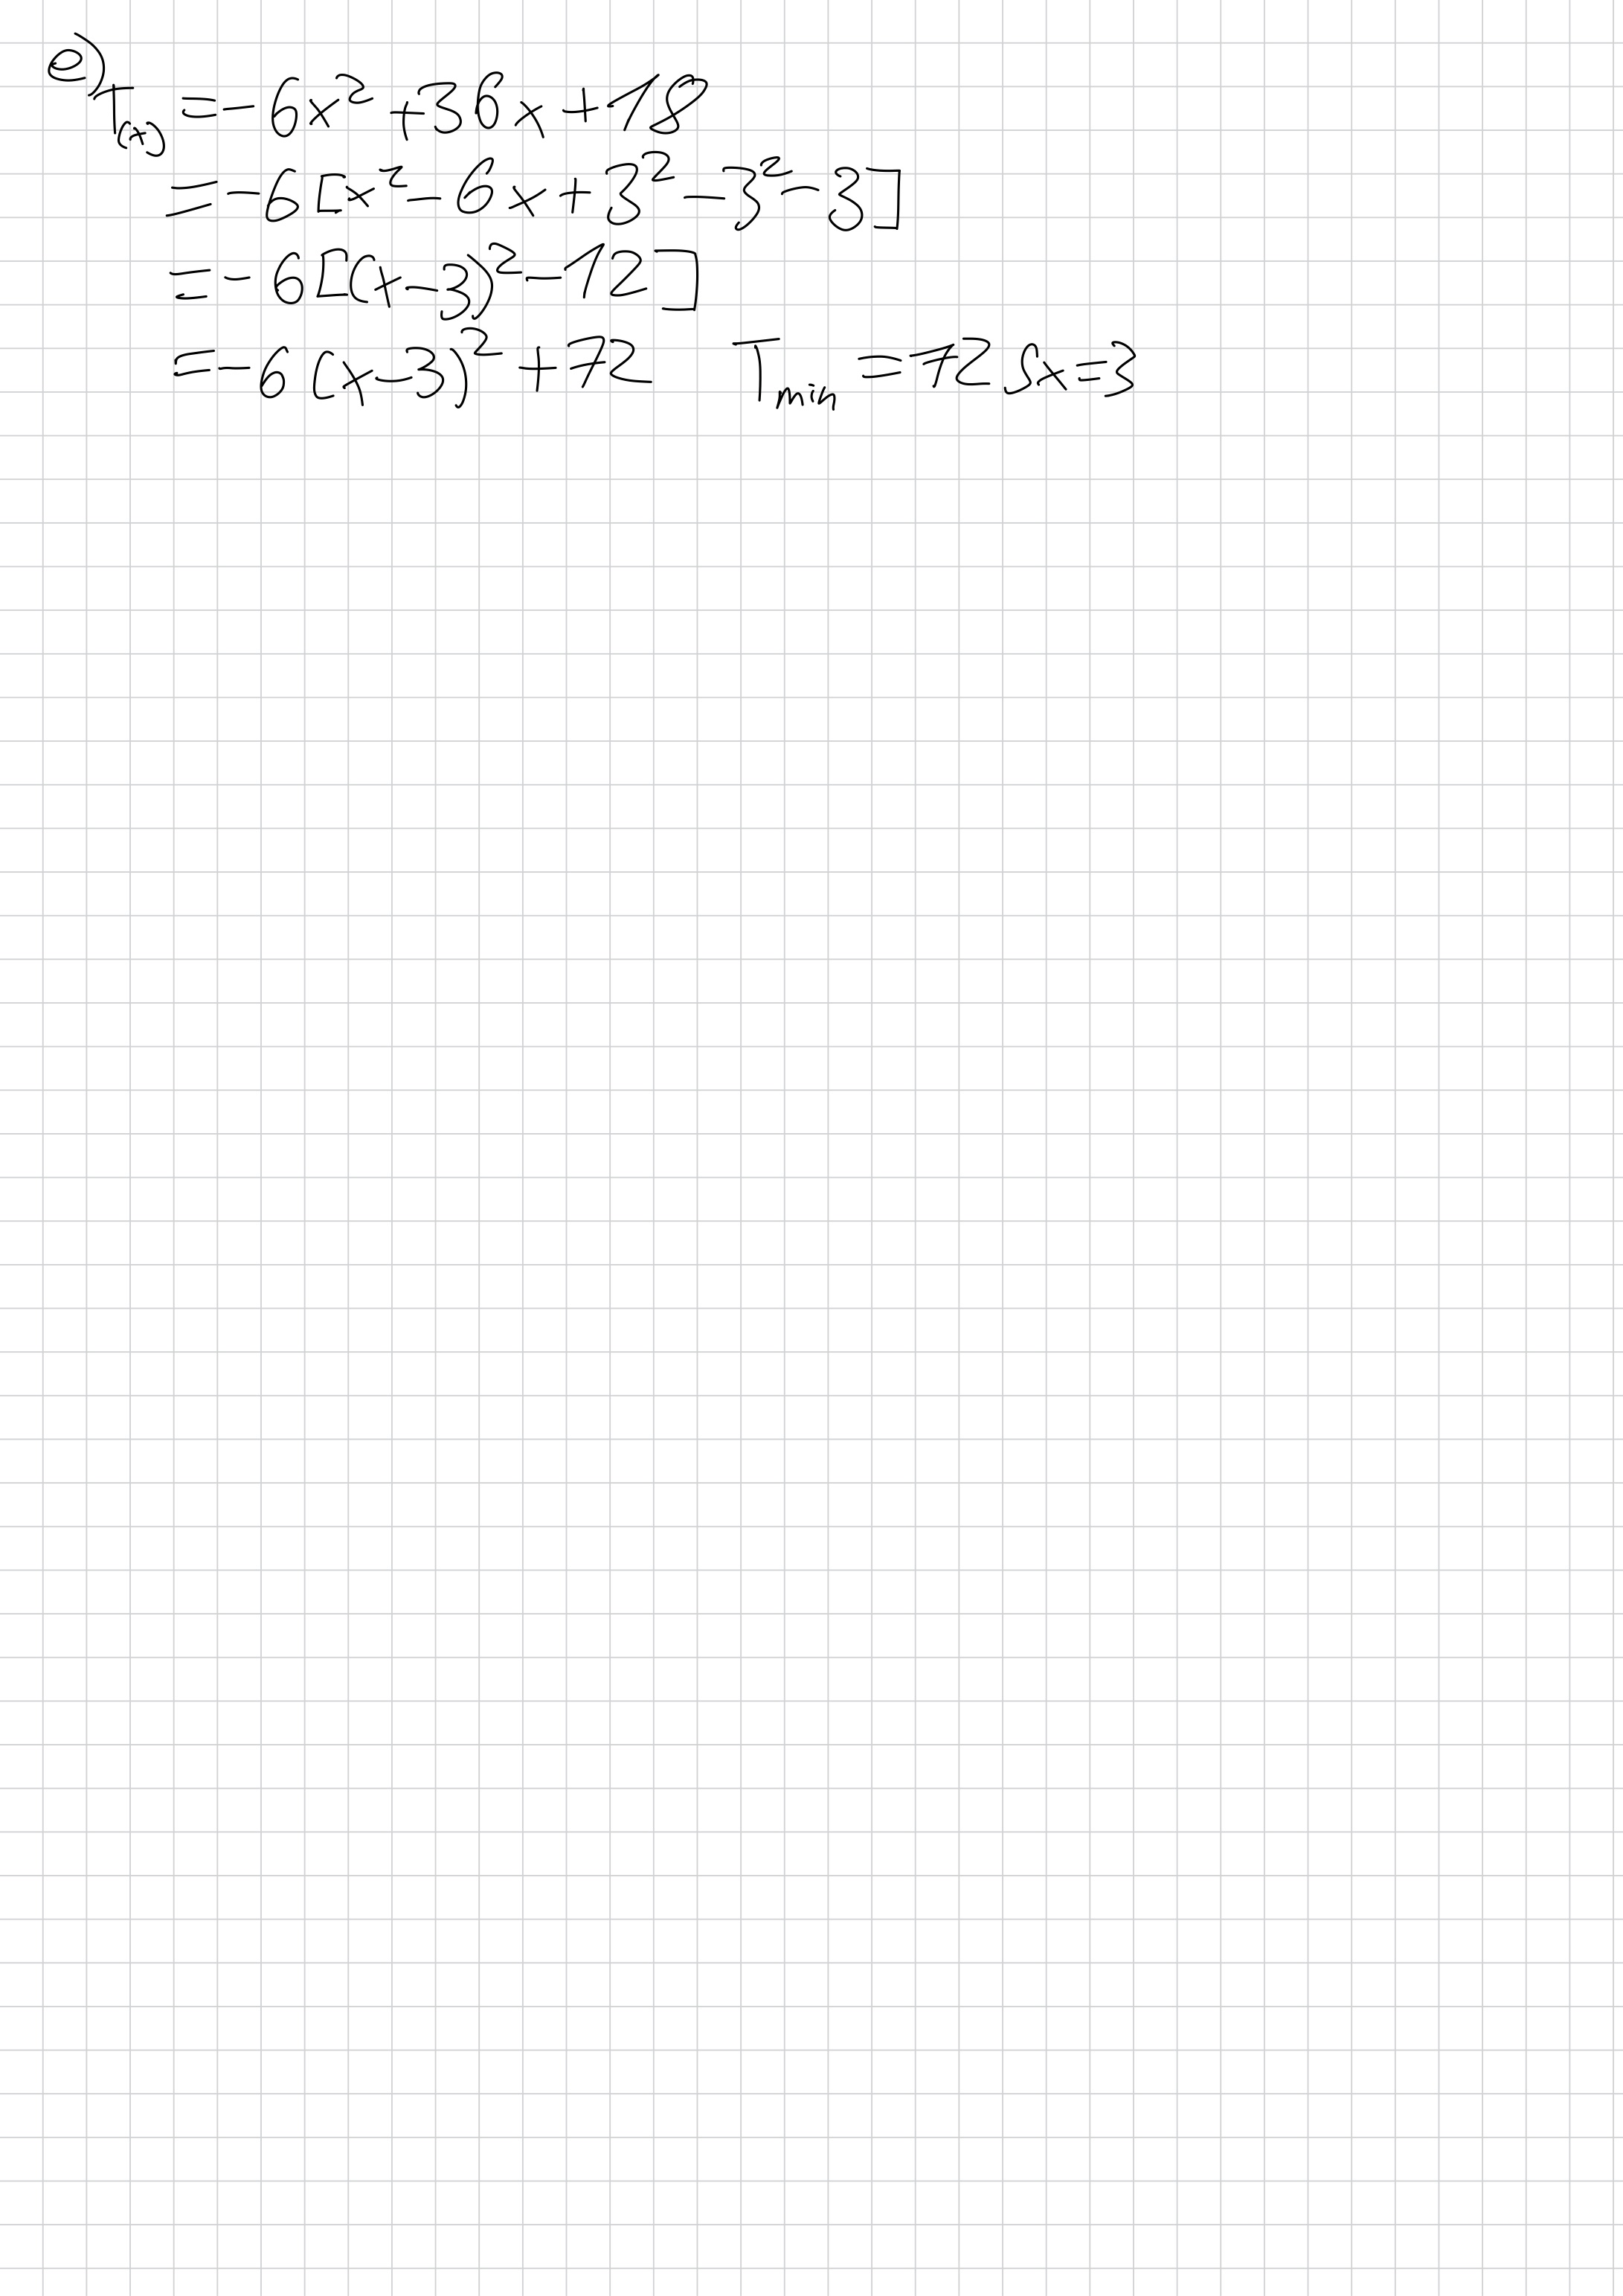 e) T(x) = -6x² + 36x + 18
= -6[x² - 6x + 3² - 3² - 3]
= -6[(x-3)² - 12]
= -6(x-3)² + 72 Tmin = 72 für x=3